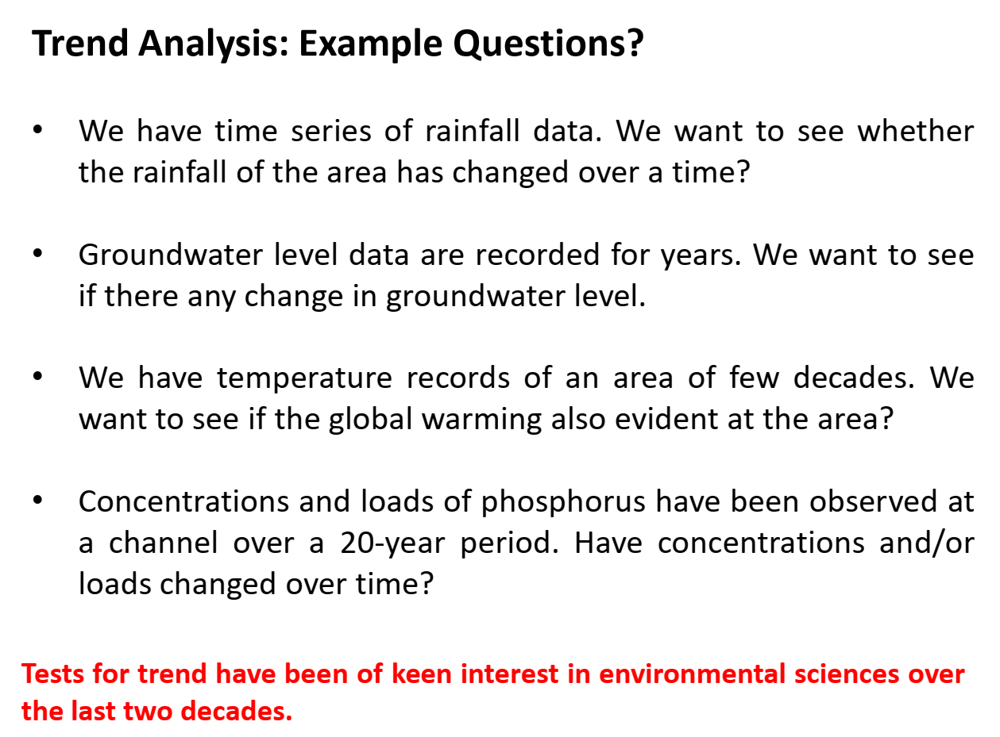 Trend Analysis: Example Questions?
• We have time series of rainfall data. We want to see whether
the rainfall of the area has changed over a time?
• Groundwater level data are recorded for years. We want to see
if there any change in groundwater level.
• We have temperature records of an area of few decades. We
want to see if the global warming also evident at the area?
• Concentrations and loads of phosphorus have been observed at
a channel over a 20-year period. Have concentrations and/or
loads changed over time?
Tests for trend have been of keen interest in environmental sciences over
the last two decades.